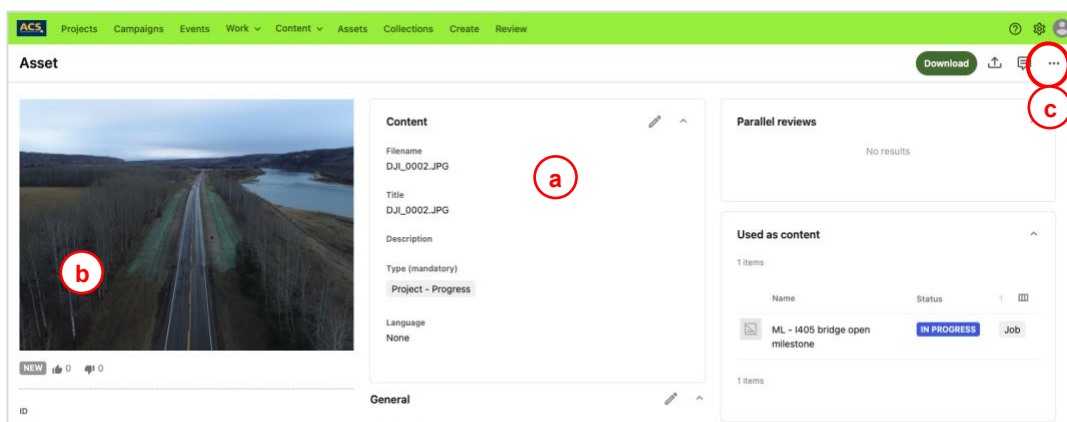 ACS Projects Campaigns Events Work Content Assets Collections Create Review
Asset
Download
c
Content
Filename
DJI_0002.JPG
a
Title
DJI_0002.JPG
Description
Type (mandatory)
Project - Progress
Language
None
b
NEW 0 0
ID
General
Parallel reviews
No results
Used as content
1 items
Name Status
ML - I405 bridge open IN PROGRESS Job
milestone
1 items